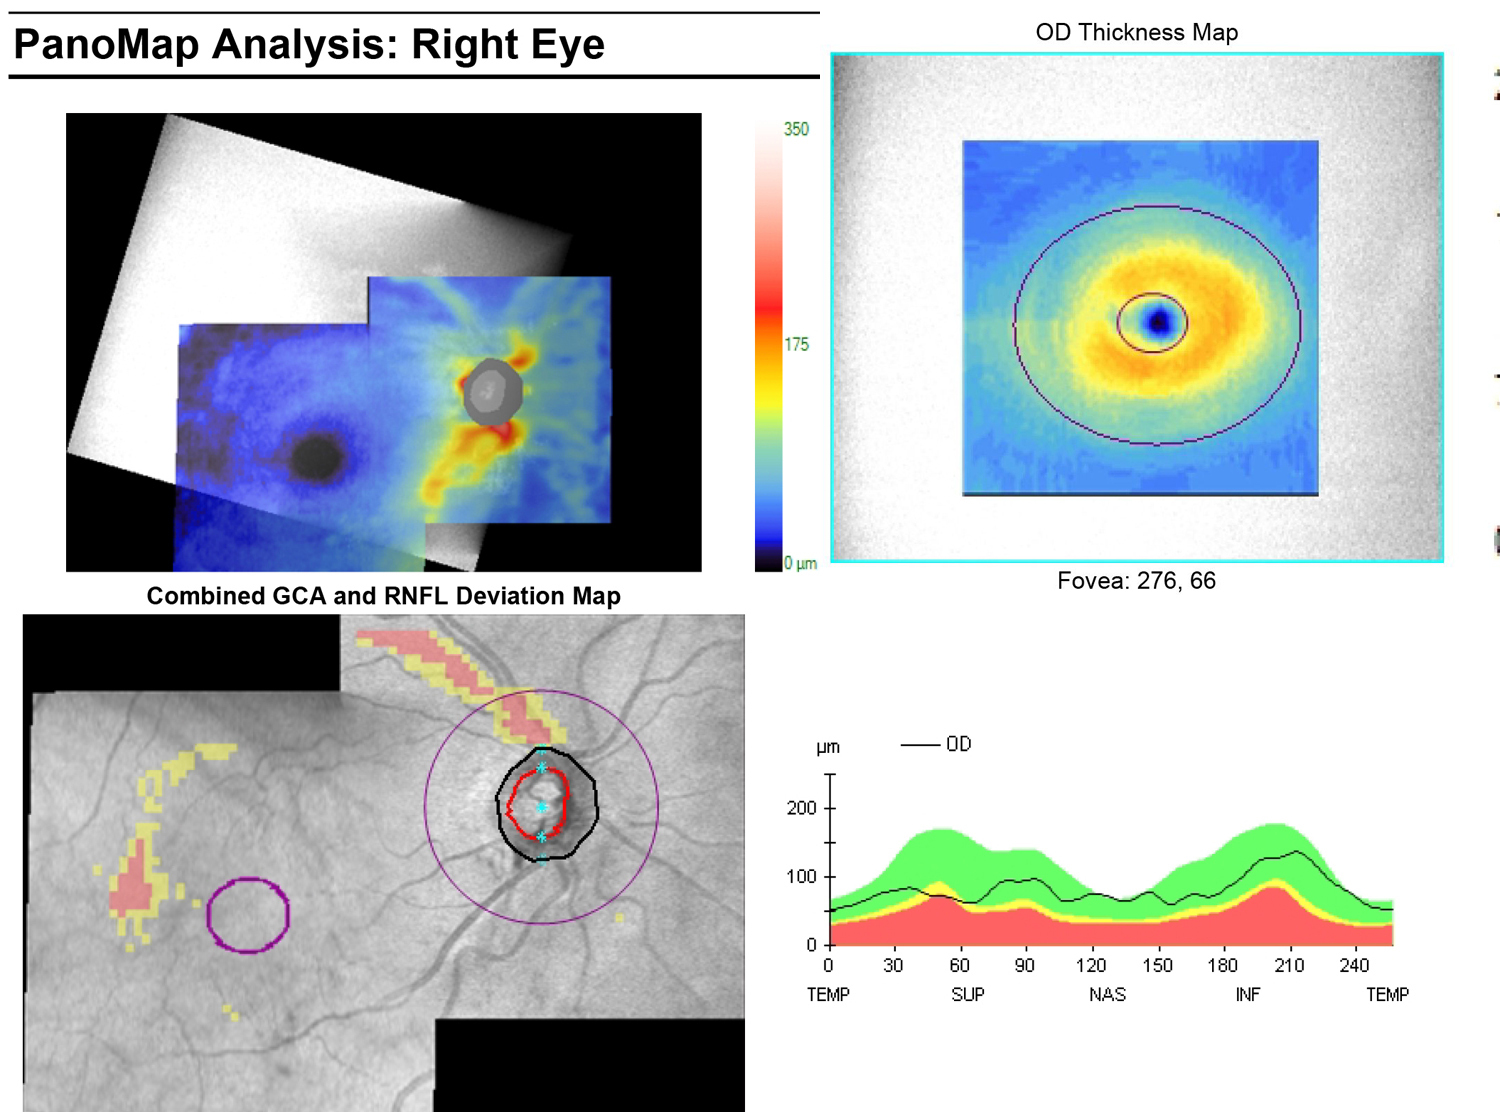 PanoMap Analysis: Right Eye
OD Thickness Map
350
175
0 µm
Fovea: 276, 66
Combined GCA and RNFL Deviation Map
µm
OD
200
100
0
0 30 60 90 120 150 180 210 240
TEMP SUP NAS INF TEMP